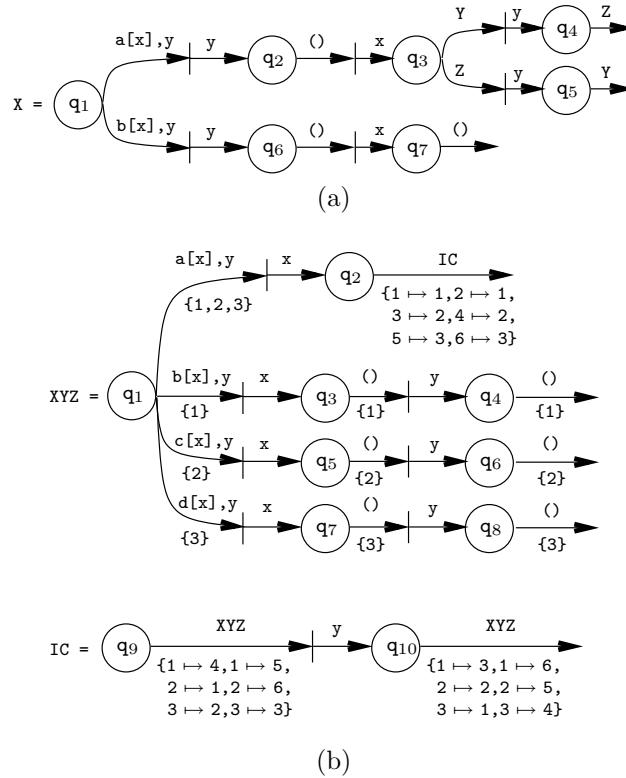 Y y q4 Z
a[x],y y q2 () x q3
Z y q5 Y
X = q1
b[x],y y q6 () x q7 ()
(a)
a[x],y x q2 IC
{1,2,3} {1 ↦ 1,2 ↦ 1,
3 ↦ 2,4 ↦ 2,
5 ↦ 3,6 ↦ 3}
XYZ = q1 b[x],y x q3 () y q4 ()
{1} {1} {1}
c[x],y x q5 () y q6 ()
{2} {2} {2}
d[x],y x q7 () y q8 ()
{3} {3} {3}
IC = q9 XYZ y q10 XYZ
{1 ↦ 4,1 ↦ 5, {1 ↦ 3,1 ↦ 6,
2 ↦ 1,2 ↦ 6, 2 ↦ 2,2 ↦ 5,
3 ↦ 2,3 ↦ 3} 3 ↦ 1,3 ↦ 4}
(b)